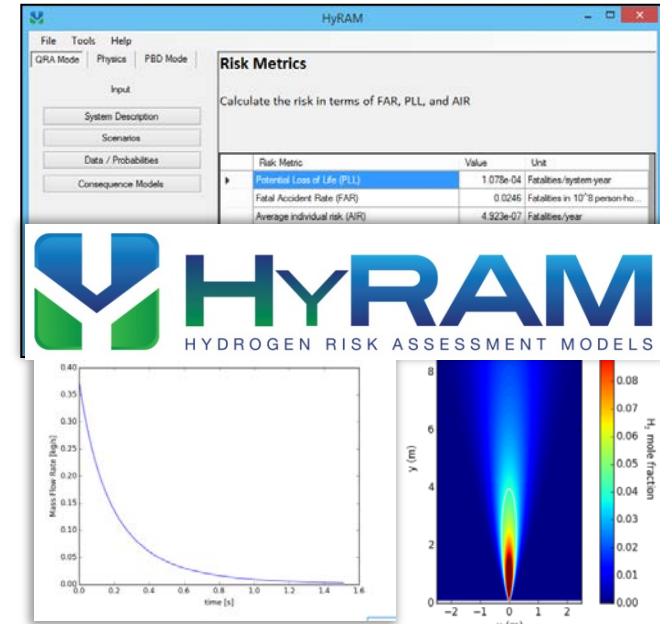 HyRAM
File Tools Help
QRA Mode Physics PBD Mode
Input
System Description
Scenarios
Data / Probabilities
Consequence Models
Risk Metrics
Calculate the risk in terms of FAR, PLL, and AIR
Risk Metric Value Unit
Potential Loss of Life (PLL) 1.078e-04 Fatalities/system-year
Fatal Accident Rate (FAR) 0.0246 Fatalities in 10^8 person-ho...
Average individual risk (AIR) 4.923e-07 Fatalities/year
HYRAM
HYDROGEN RISK ASSESSMENT MODELS
Mass Flow Rate [kg/s]
0.40
0.35
0.30
0.25
0.20
0.15
0.10
0.05
0.00
0.0 0.2 0.4 0.6 0.8 1.0 1.2 1.4 1.6
time [s]
y (m)
8
6
4
2
0
−2 −1 0 1 2
0.08
0.07
0.06
0.05
0.04
0.03
0.02
0.01
0.00
H₂ mole fraction